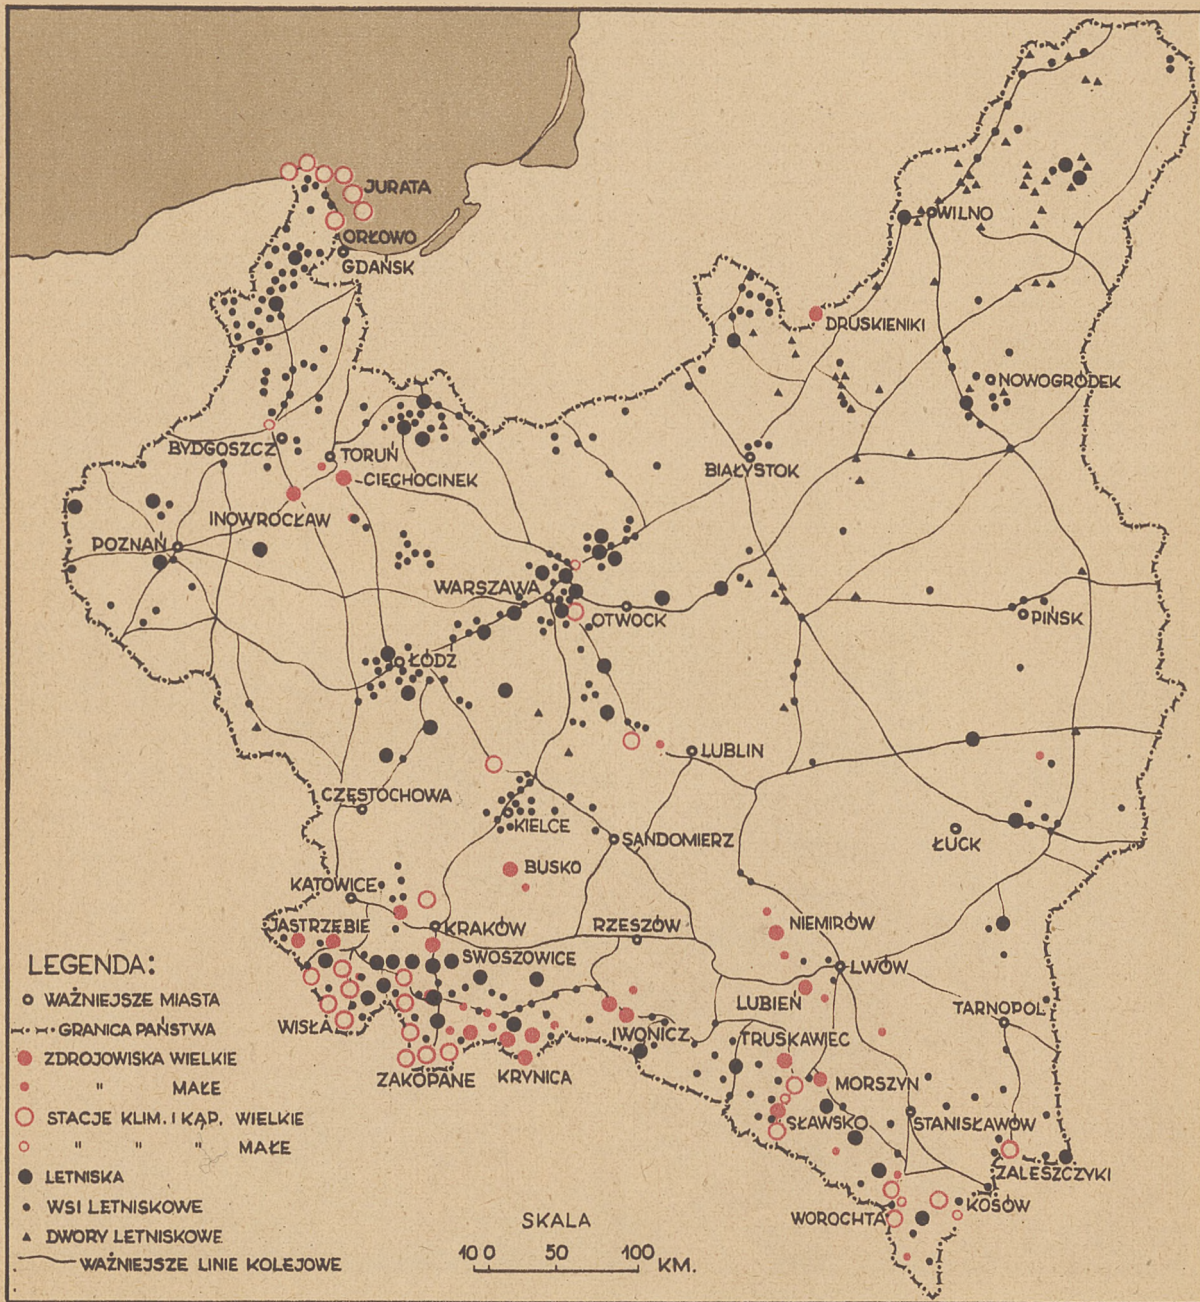 JURATA
ORŁOWO
GDAŃSK
WILNO
DRUSKIENIKI
NOWOGRÓDEK
BYDGOSZCZ
TORUŃ
CIECHOCINEK
BIAŁYSTOK
INOWROCŁAW
POZNAŃ
WARSZAWA
OTWOCK
PIŃSK
ŁÓDŹ
LUBLIN
CZĘSTOCHOWA
KIELCE
SANDOMIERZ
ŁUCK
BUSKO
KATOWICE
JASTRZĘBIE
KRAKÓW
RZESZÓW
NIEMIRÓW
SWOSZOWICE
LWÓW
LUBIEŃ
TARNOPOL
WISŁA
IWONICZ
TRUSKAWIEC
ZAKOPANE
KRYNICA
MORSZYN
SŁAWSKO
STANISŁAWÓW
ZALESZCZYKI
KOSÓW
WOROCHTA
LEGENDA:
WAŻNIEJSZE MIASTA
GRANICA PAŃSTWA
ZDROJOWISKA WIELKIE
" MAŁE
STACJE KLIM. I KĄP. WIELKIE
" " " MAŁE
LETNISKA
WSI LETNISKOWE
DWORY LETNISKOWE
WAŻNIEJSZE LINIE KOLEJOWE
SKALA
10 0 50 100 KM.